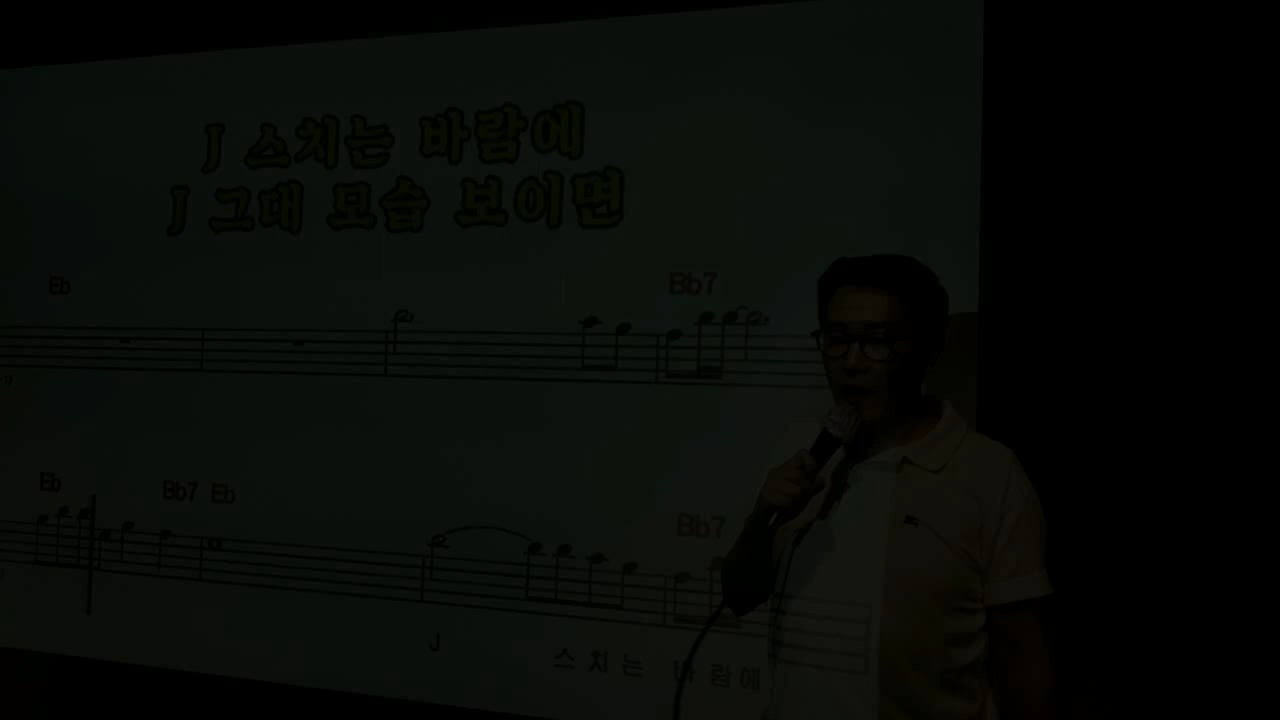 J 스치는 바람에
J 그대 모습 보이면
Eb
Bb7
Eb
Bb7 Eb
Bb7
J
스 치 는 바 람 에